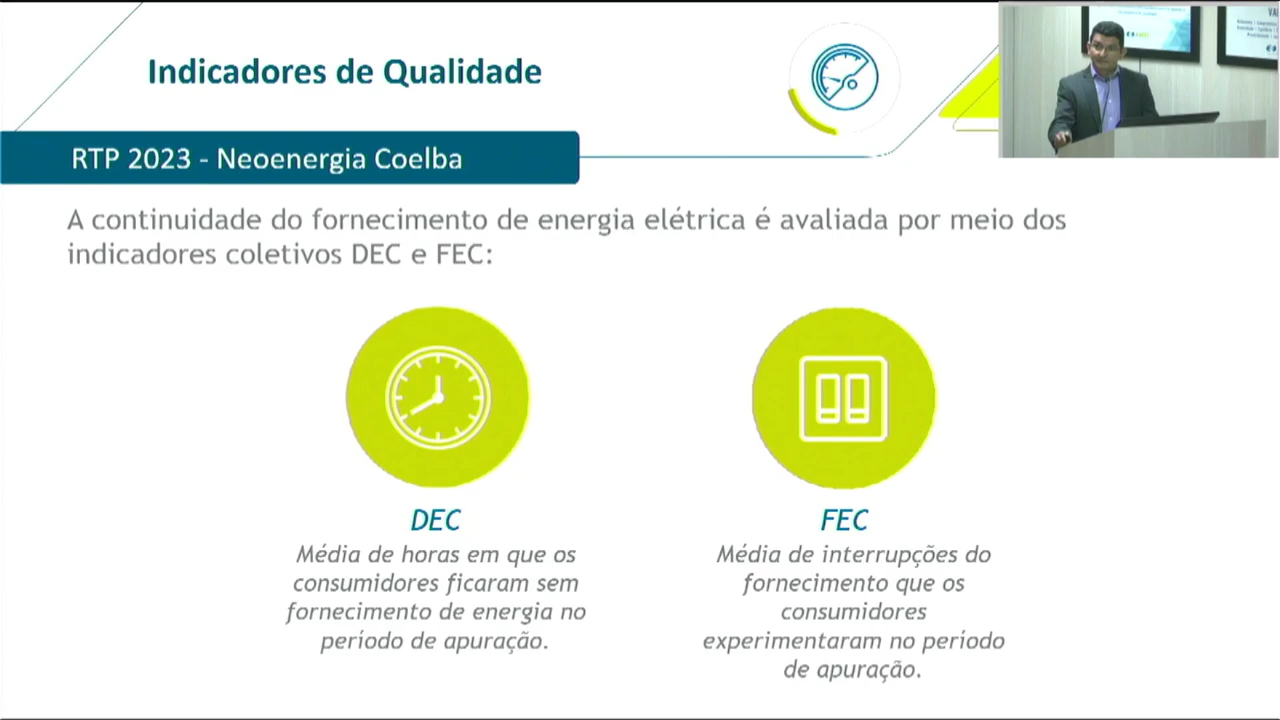 Indicadores de Qualidade
RTP 2023 - Neoenergia Coelba
A continuidade do fornecimento de energia elétrica é avaliada por meio dos
indicadores coletivos DEC e FEC:
DEC
Média de horas em que os
consumidores ficaram sem
fornecimento de energia no
período de apuração.
FEC
Média de interrupções do
fornecimento que os
consumidores
experimentaram no período
de apuração.